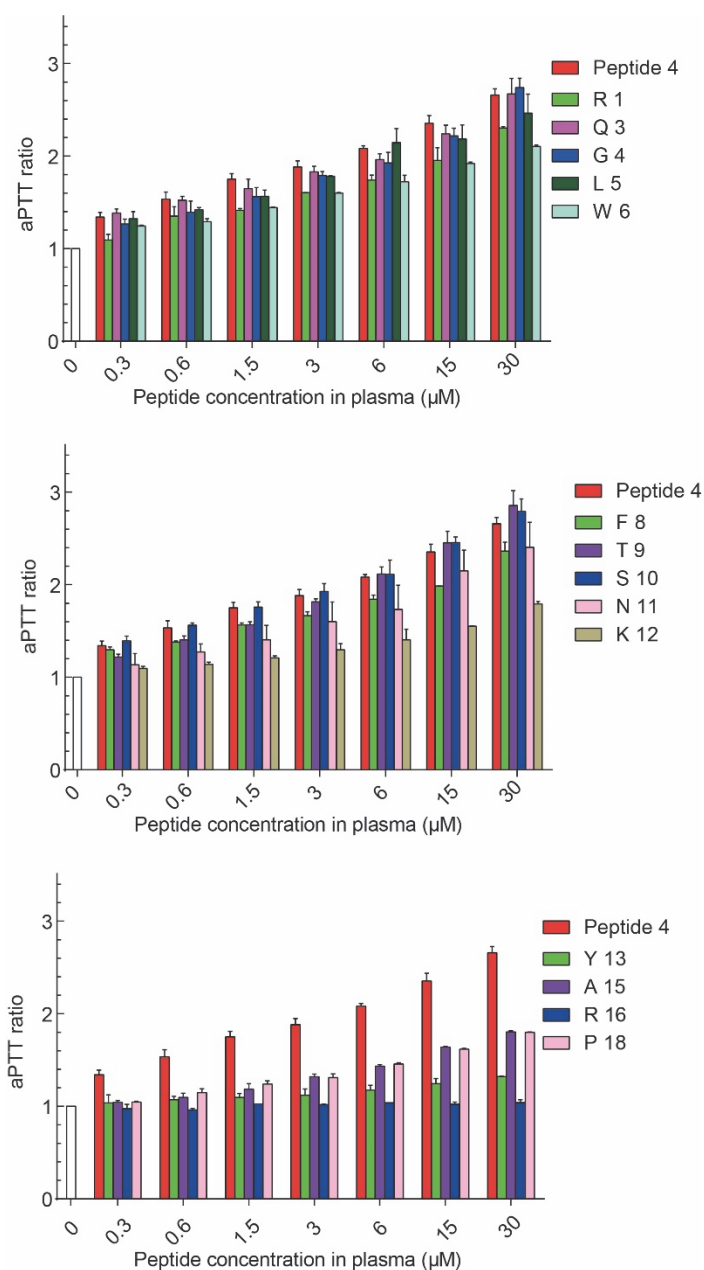 3
2
1
0
aPTT ratio
Peptide 4
R 1
Q 3
G 4
L 5
W 6
0 0.3 0.6 1.5 3 6 15 30
Peptide concentration in plasma (µM)
3
2
1
0
aPTT ratio
Peptide 4
F 8
T 9
S 10
N 11
K 12
0 0.3 0.6 1.5 3 6 15 30
Peptide concentration in plasma (µM)
3
2
1
0
aPTT ratio
Peptide 4
Y 13
A 15
R 16
P 18
0 0.3 0.6 1.5 3 6 15 30
Peptide concentration in plasma (µM)